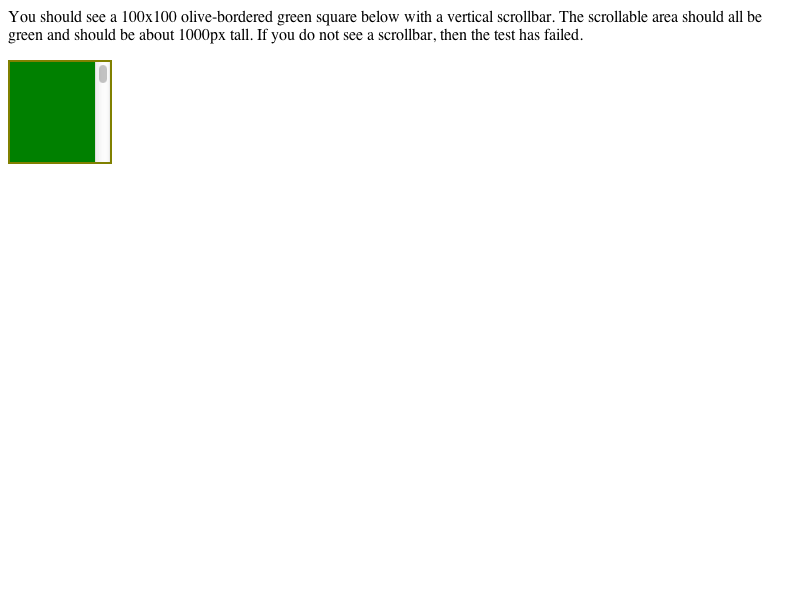 You should see a 100x100 olive-bordered green square below with a vertical scrollbar. The scrollable area should all be
green and should be about 1000px tall. If you do not see a scrollbar, then the test has failed.